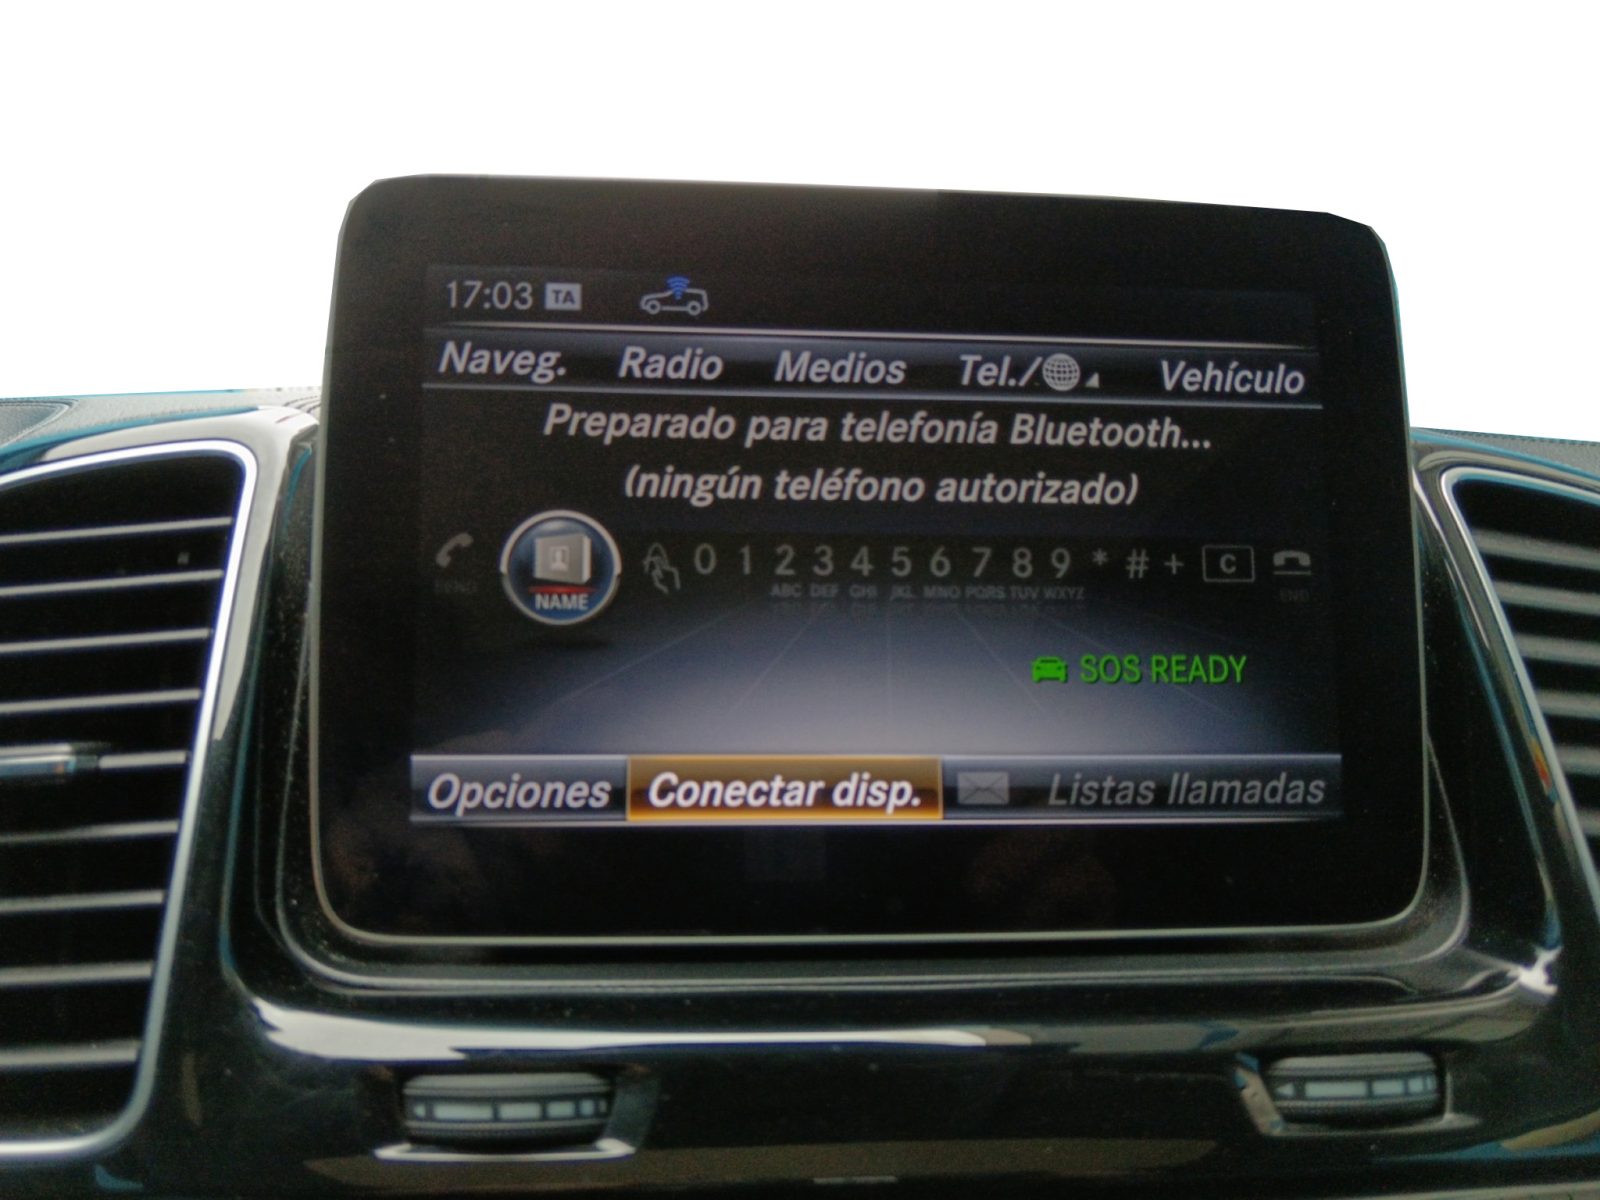 17:03 TA
Naveg. Radio Medios Tel./ Vehículo
Preparado para telefonía Bluetooth...
(ningún teléfono autorizado)
0 1 2 3 4 5 6 7 8 9 * # + C
SEND NAME ABC DEF GHI JKL MNO PQRS TUV WXYZ END
SOS READY
Opciones Conectar disp. Listas llamadas